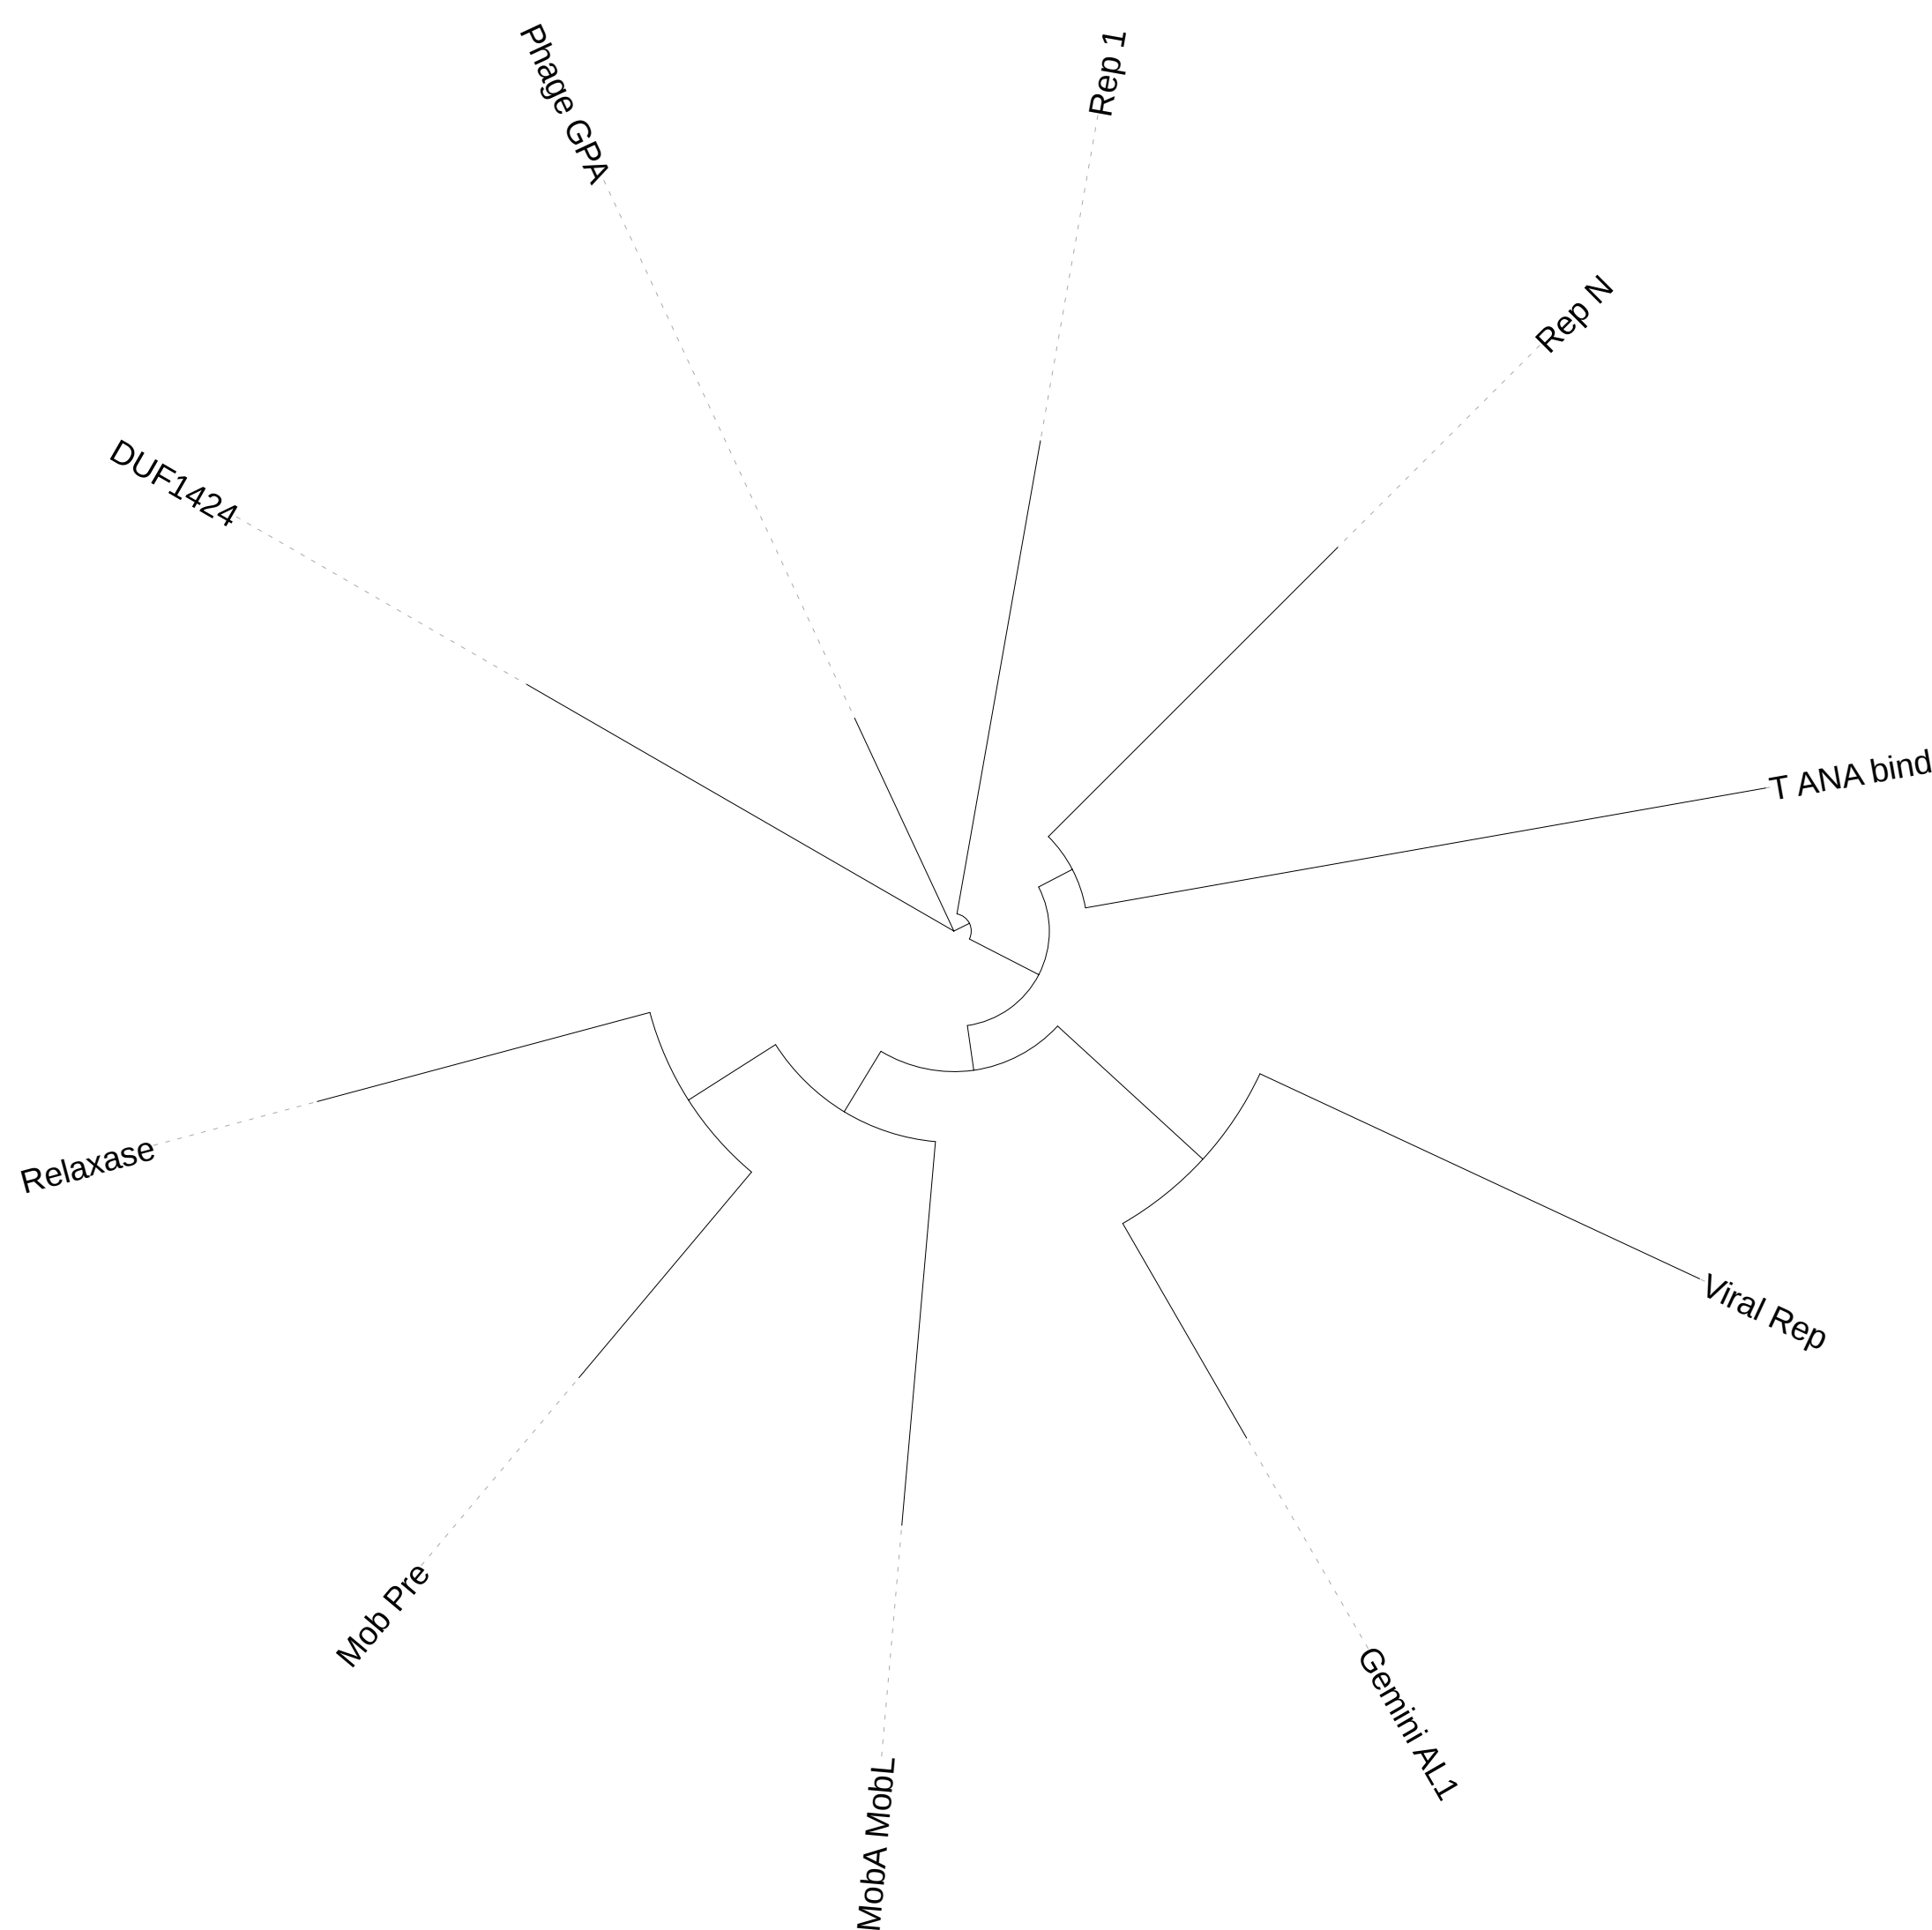 Phage GPA
Rep 1
Rep N
DUF1424
T ANA bind
Relaxase
Viral Rep
Mob Pre
Gemini AL1
MobA MobL